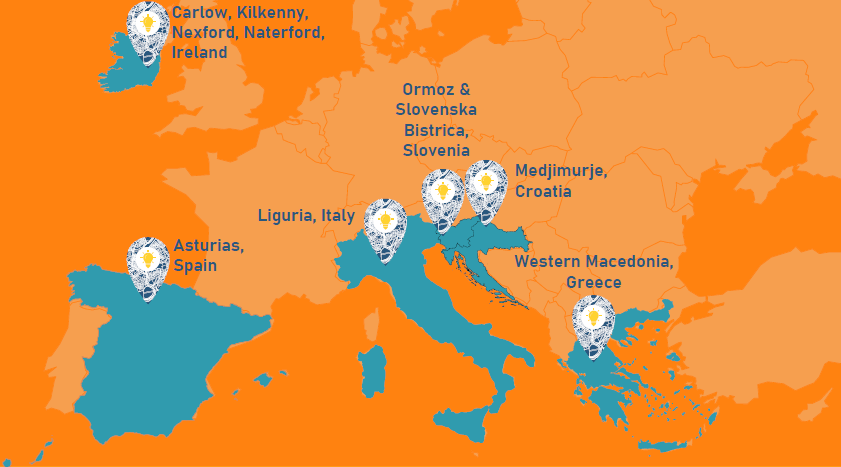 Carlow, Kilkenny,
Nexford, Naterford,
Ireland
Ormoz &
Slovenska
Bistrica,
Slovenia
Medjimurje,
Croatia
Liguria, Italy
Asturias,
Spain
Western Macedonia,
Greece